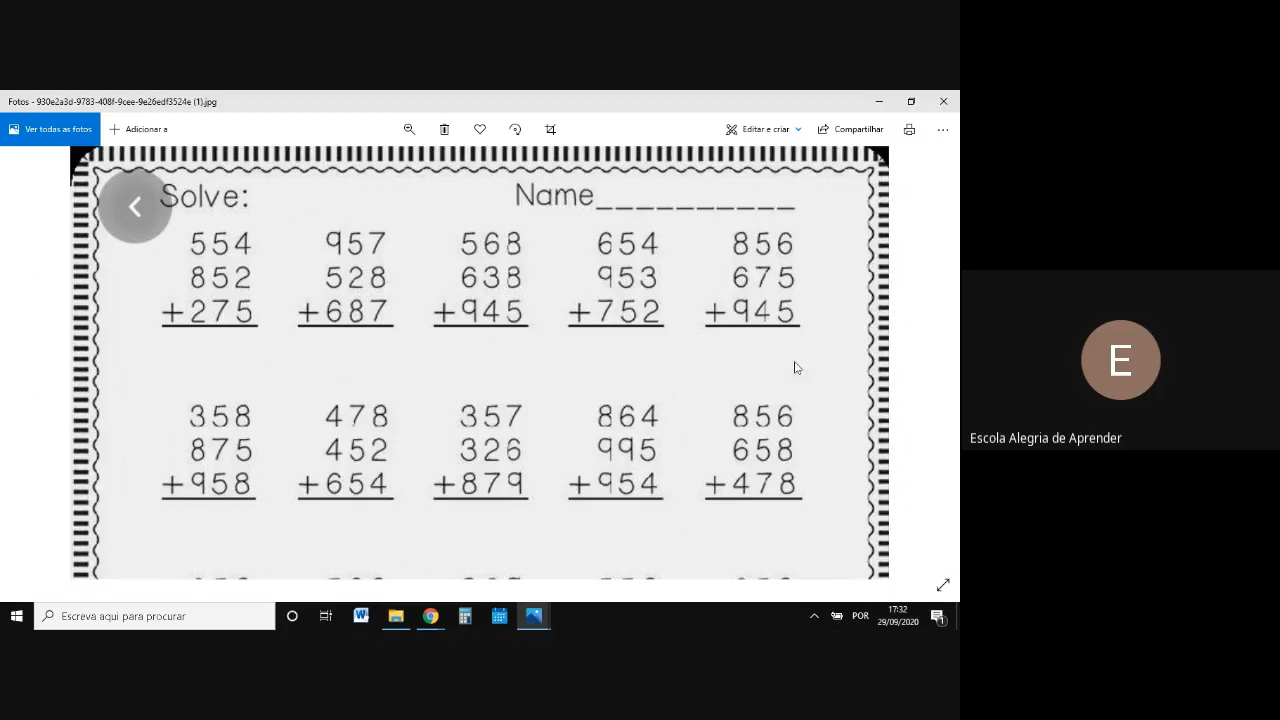 Fotos - 930e2a3d-9783-408f-9cee-9e26edf3524e (1).jpg
Ver todas as fotos
Adicionar a
Editar e criar
Compartilhar
Solve: Name__________
554 957 568 654 856
852 528 638 953 675
+275 +687 +945 +752 +945
358 478 357 864 856
875 452 326 995 658
+958 +654 +879 +954 +478
E
Escola Alegria de Aprender
Escreva aqui para procurar
POR
17:32
29/09/2020
1